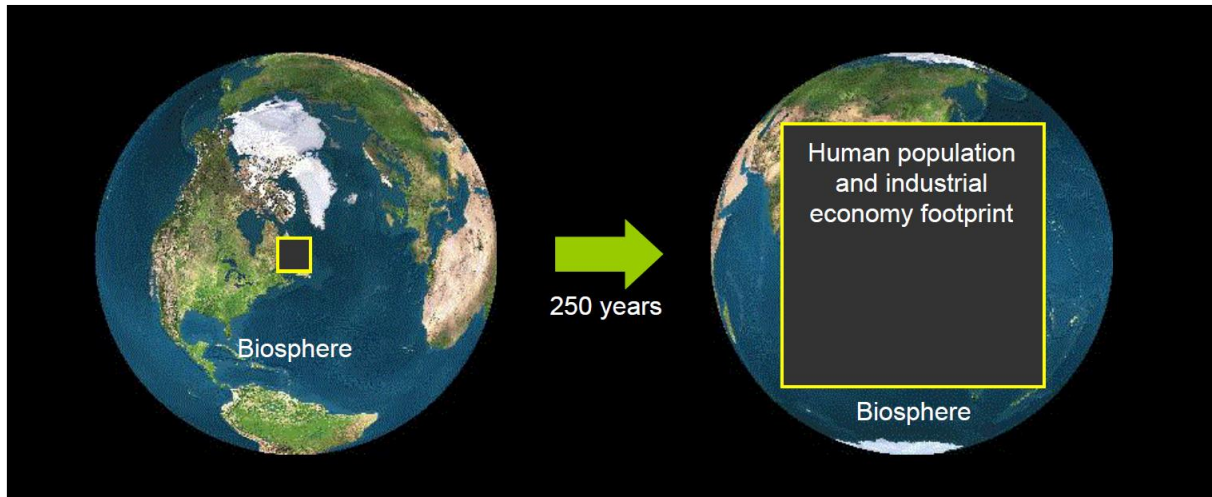 Biosphere
250 years
Human population
and industrial
economy footprint
Biosphere